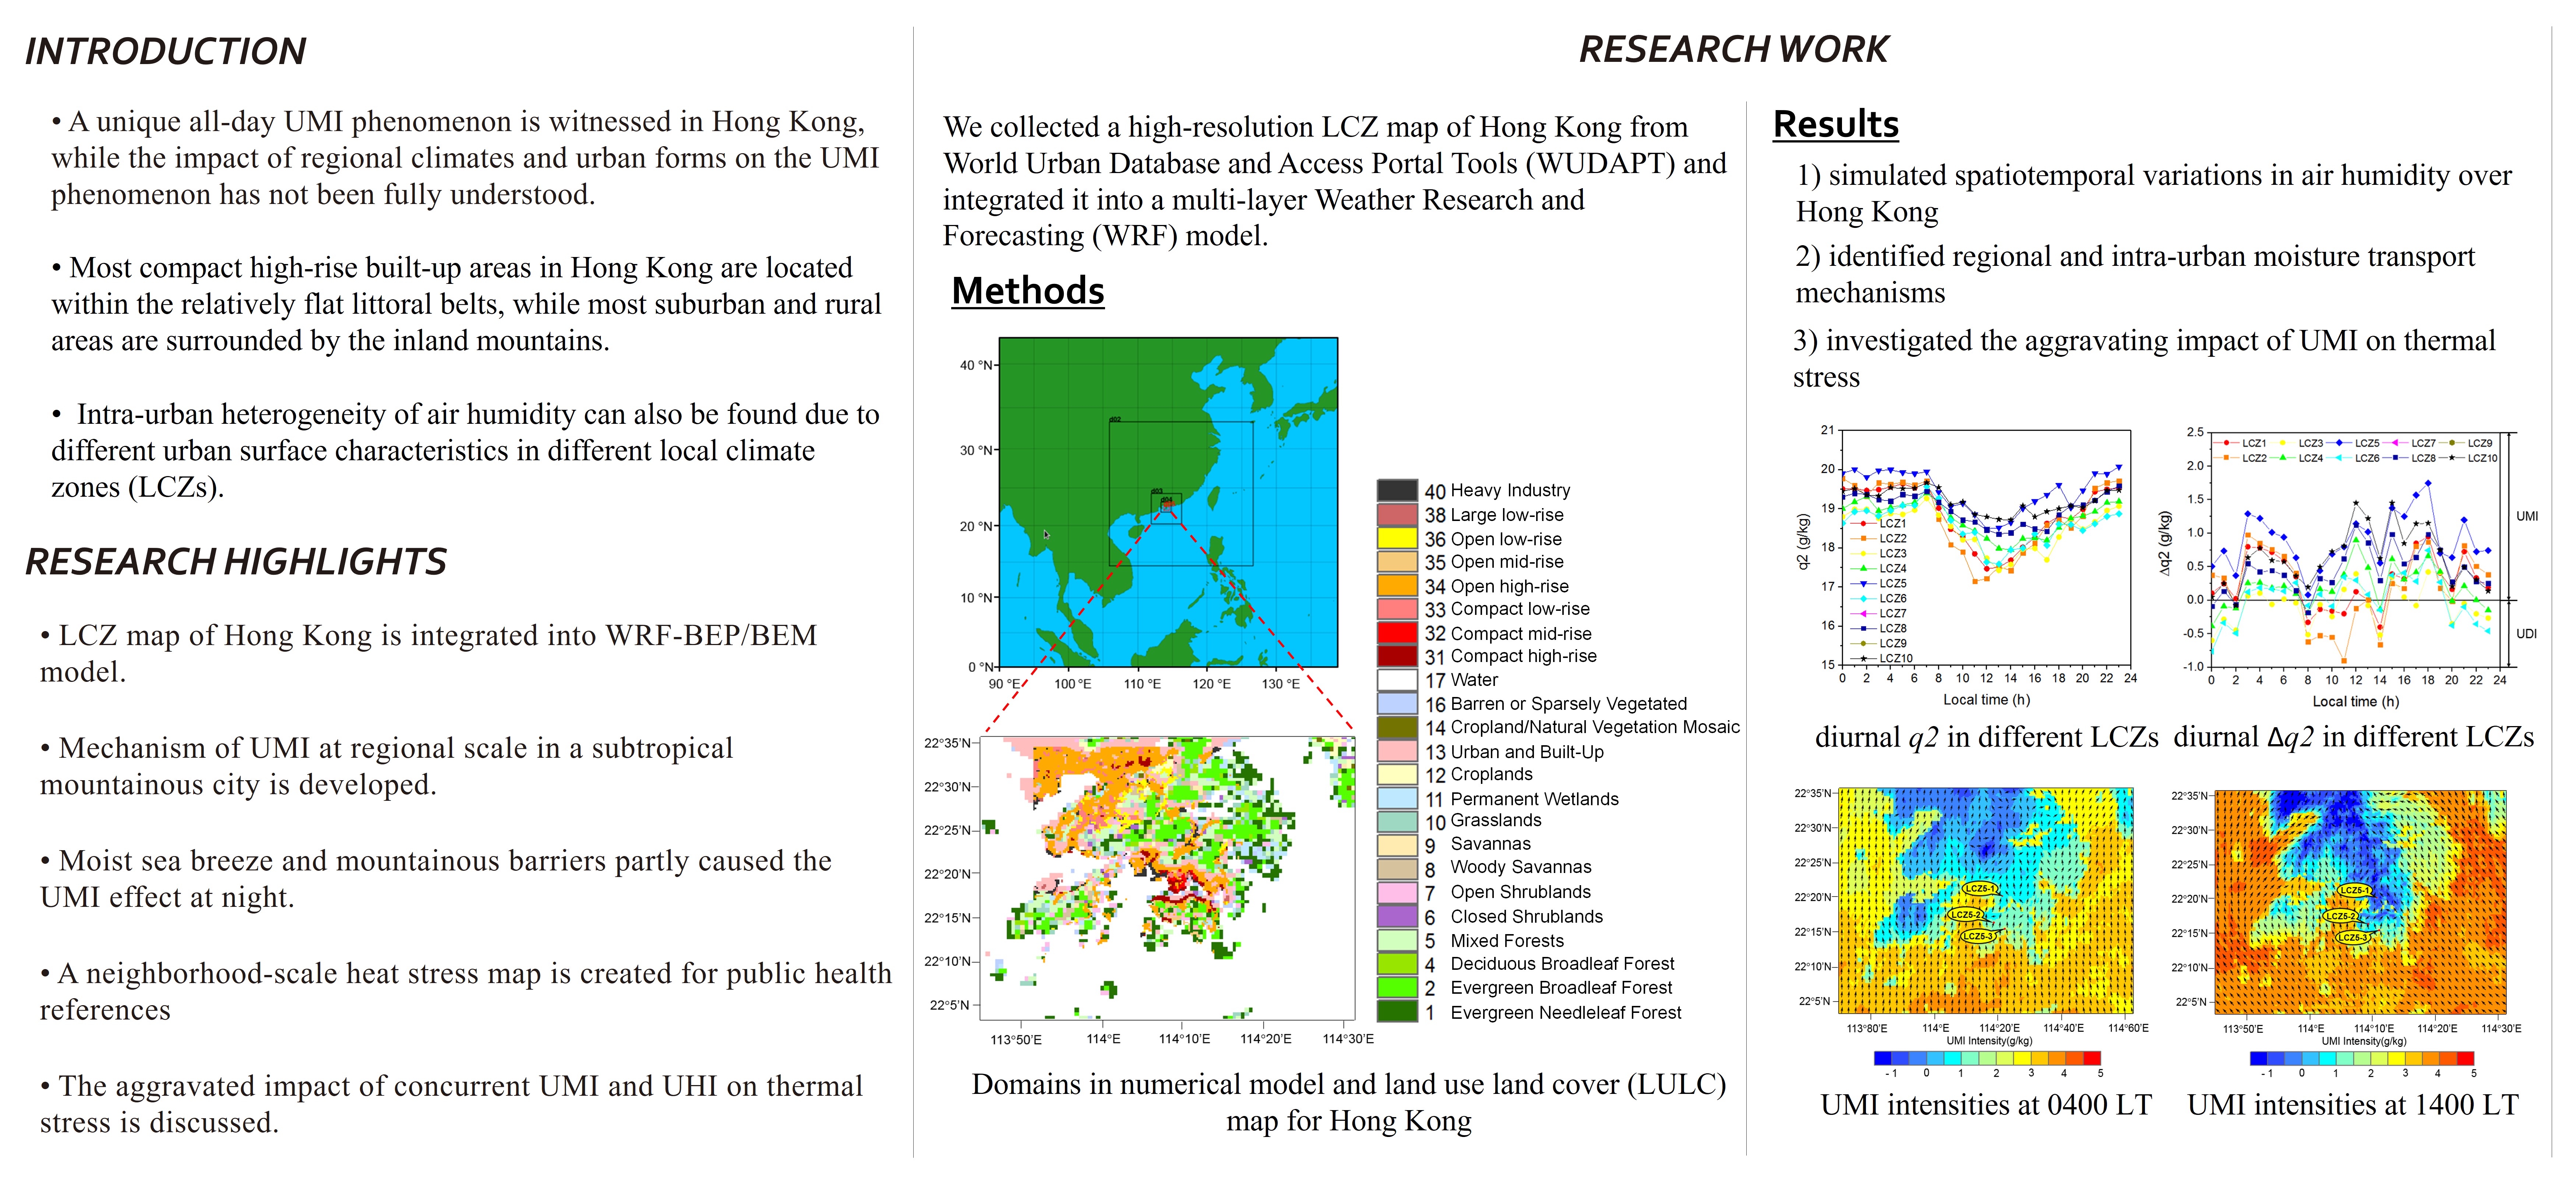 INTRODUCTION
• A unique all-day UMI phenomenon is witnessed in Hong Kong,
while the impact of regional climates and urban forms on the UMI
phenomenon has not been fully understood.
• Most compact high-rise built-up areas in Hong Kong are located
within the relatively flat littoral belts, while most suburban and rural
areas are surrounded by the inland mountains.
• Intra-urban heterogeneity of air humidity can also be found due to
different urban surface characteristics in different local climate
zones (LCZs).
RESEARCH HIGHLIGHTS
• LCZ map of Hong Kong is integrated into WRF-BEP/BEM
model.
• Mechanism of UMI at regional scale in a subtropical
mountainous city is developed.
• Moist sea breeze and mountainous barriers partly caused the
UMI effect at night.
• A neighborhood-scale heat stress map is created for public health
references
• The aggravated impact of concurrent UMI and UHI on thermal
stress is discussed.
RESEARCH WORK
We collected a high-resolution LCZ map of Hong Kong from
World Urban Database and Access Portal Tools (WUDAPT) and
integrated it into a multi-layer Weather Research and
Forecasting (WRF) model.
Methods
40 °N
30 °N
20 °N
10 °N
0 °N
90 °E 100 °E 110 °E 120 °E 130 °E
d02
d03
d04
22°35'N
22°30'N
22°25'N
22°20'N
22°15'N
22°10'N
22°5'N
113°50'E 114°E 114°10'E 114°20'E 114°30'E
40 Heavy Industry
38 Large low-rise
36 Open low-rise
35 Open mid-rise
34 Open high-rise
33 Compact low-rise
32 Compact mid-rise
31 Compact high-rise
17 Water
16 Barren or Sparsely Vegetated
14 Cropland/Natural Vegetation Mosaic
13 Urban and Built-Up
12 Croplands
11 Permanent Wetlands
10 Grasslands
9 Savannas
8 Woody Savannas
7 Open Shrublands
6 Closed Shrublands
5 Mixed Forests
4 Deciduous Broadleaf Forest
2 Evergreen Broadleaf Forest
1 Evergreen Needleleaf Forest
Domains in numerical model and land use land cover (LULC)
map for Hong Kong
Results
1) simulated spatiotemporal variations in air humidity over
Hong Kong
2) identified regional and intra-urban moisture transport
mechanisms
3) investigated the aggravating impact of UMI on thermal
stress
21
20
19
18
17
16
15
q2 (g/kg)
LCZ1
LCZ2
LCZ3
LCZ4
LCZ5
LCZ6
LCZ7
LCZ8
LCZ9
LCZ10
0 2 4 6 8 10 12 14 16 18 20 22 24
Local time (h)
diurnal q2 in different LCZs
2.5
2.0
1.5
1.0
0.5
0.0
-0.5
-1.0
Δq2 (g/kg)
LCZ1 LCZ3 LCZ5 LCZ7 LCZ9
LCZ2 LCZ4 LCZ6 LCZ8 LCZ10
UMI
UDI
0 2 4 6 8 10 12 14 16 18 20 22 24
Local time (h)
diurnal Δq2 in different LCZs
22°35'N
22°30'N
22°25'N
22°20'N
22°15'N
22°10'N
22°5'N
LCZ5-1
LCZ5-2
LCZ5-3
113°80'E 114°E 114°20'E 114°40'E 114°60'E
UMI Intensity(g/kg)
-1 0 1 2 3 4 5
UMI intensities at 0400 LT
22°35'N
22°30'N
22°25'N
22°20'N
22°15'N
22°10'N
22°5'N
LCZ5-1
LCZ5-2
LCZ5-3
113°50'E 114°E 114°10'E 114°20'E 114°30'E
UMI Intensity(g/kg)
-1 0 1 2 3 4 5
UMI intensities at 1400 LT